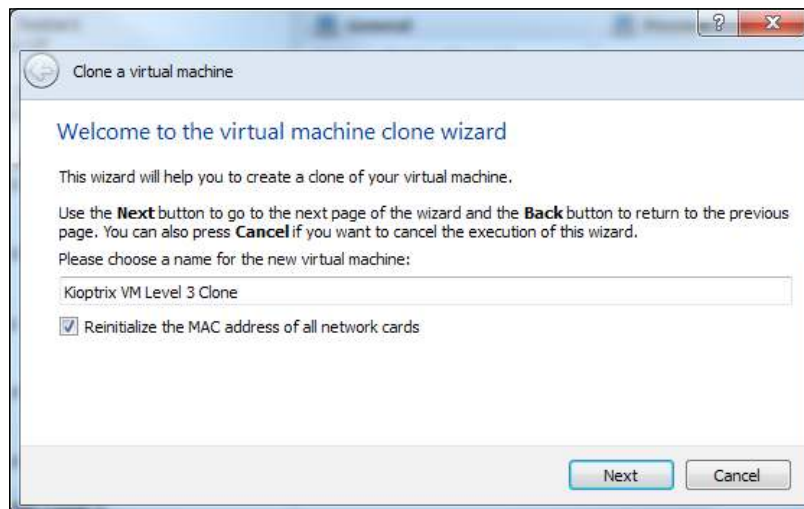 Clone a virtual machine
Welcome to the virtual machine clone wizard
This wizard will help you to create a clone of your virtual machine.
Use the Next button to go to the next page of the wizard and the Back button to return to the previous
page. You can also press Cancel if you want to cancel the execution of this wizard.
Please choose a name for the new virtual machine:
Kioptrix VM Level 3 Clone
Reinitialize the MAC address of all network cards
Next Cancel